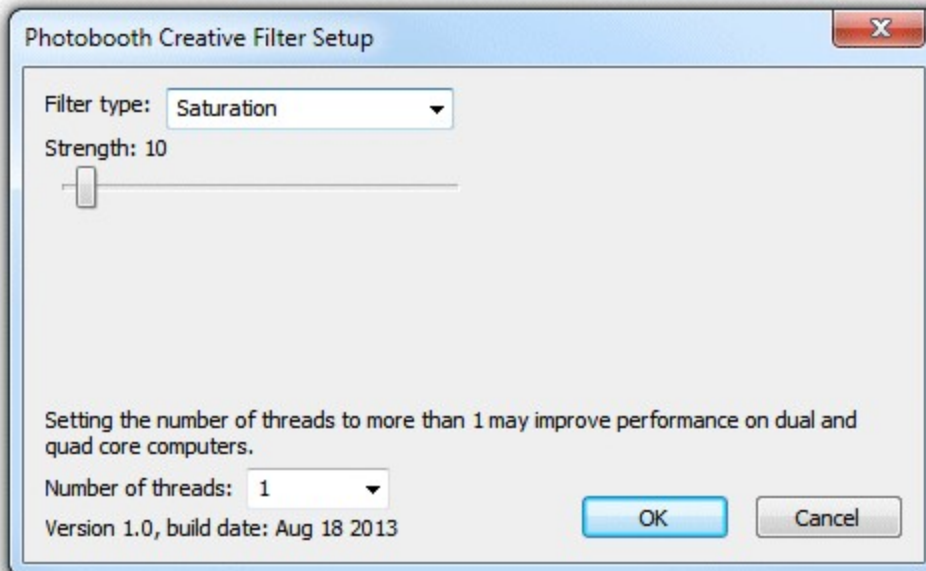 Photobooth Creative Filter Setup
Filter type: Saturation
Strength: 10
Setting the number of threads to more than 1 may improve performance on dual and
quad core computers.
Number of threads: 1
Version 1.0, build date: Aug 18 2013
OK Cancel